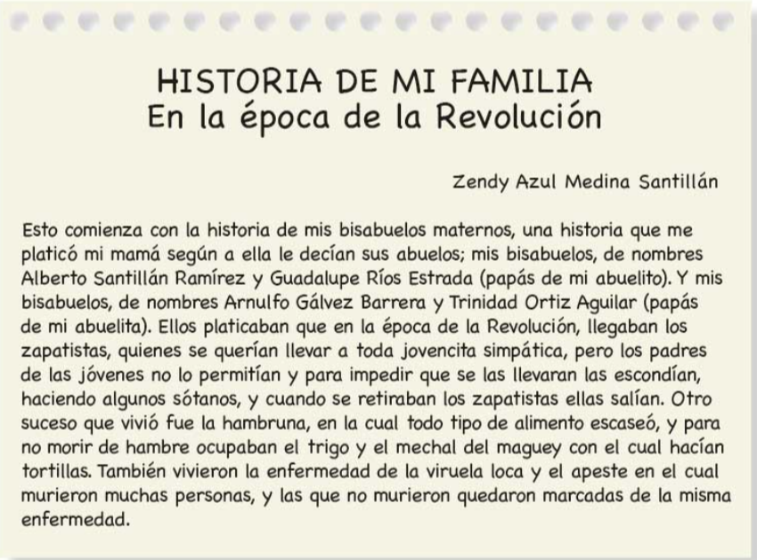 HISTORIA DE MI FAMILIA
En la época de la Revolución
Zendy Azul Medina Santillán
Esto comienza con la historia de mis bisabuelos maternos, una historia que me
platicó mi mamá según a ella le decían sus abuelos; mis bisabuelos, de nombres
Alberto Santillán Ramírez y Guadalupe Ríos Estrada (papás de mi abuelito). Y mis
bisabuelos, de nombres Arnulfo Gálvez Barrera y Trinidad Ortiz Aguilar (papás
de mi abuelita). Ellos platicaban que en la época de la Revolución, llegaban los
zapatistas, quienes se querían llevar a toda jovencita simpática, pero los padres
de las jóvenes no lo permitían y para impedir que se las llevaran las escondían,
haciendo algunos sótanos, y cuando se retiraban los zapatistas ellas salían. Otro
suceso que vivió fue la hambruna, en la cual todo tipo de alimento escaseó, y para
no morir de hambre ocupaban el trigo y el mechal del maguey con el cual hacían
tortillas. También vivieron la enfermedad de la viruela loca y el apeste en el cual
murieron muchas personas, y las que no murieron quedaron marcadas de la misma
enfermedad.